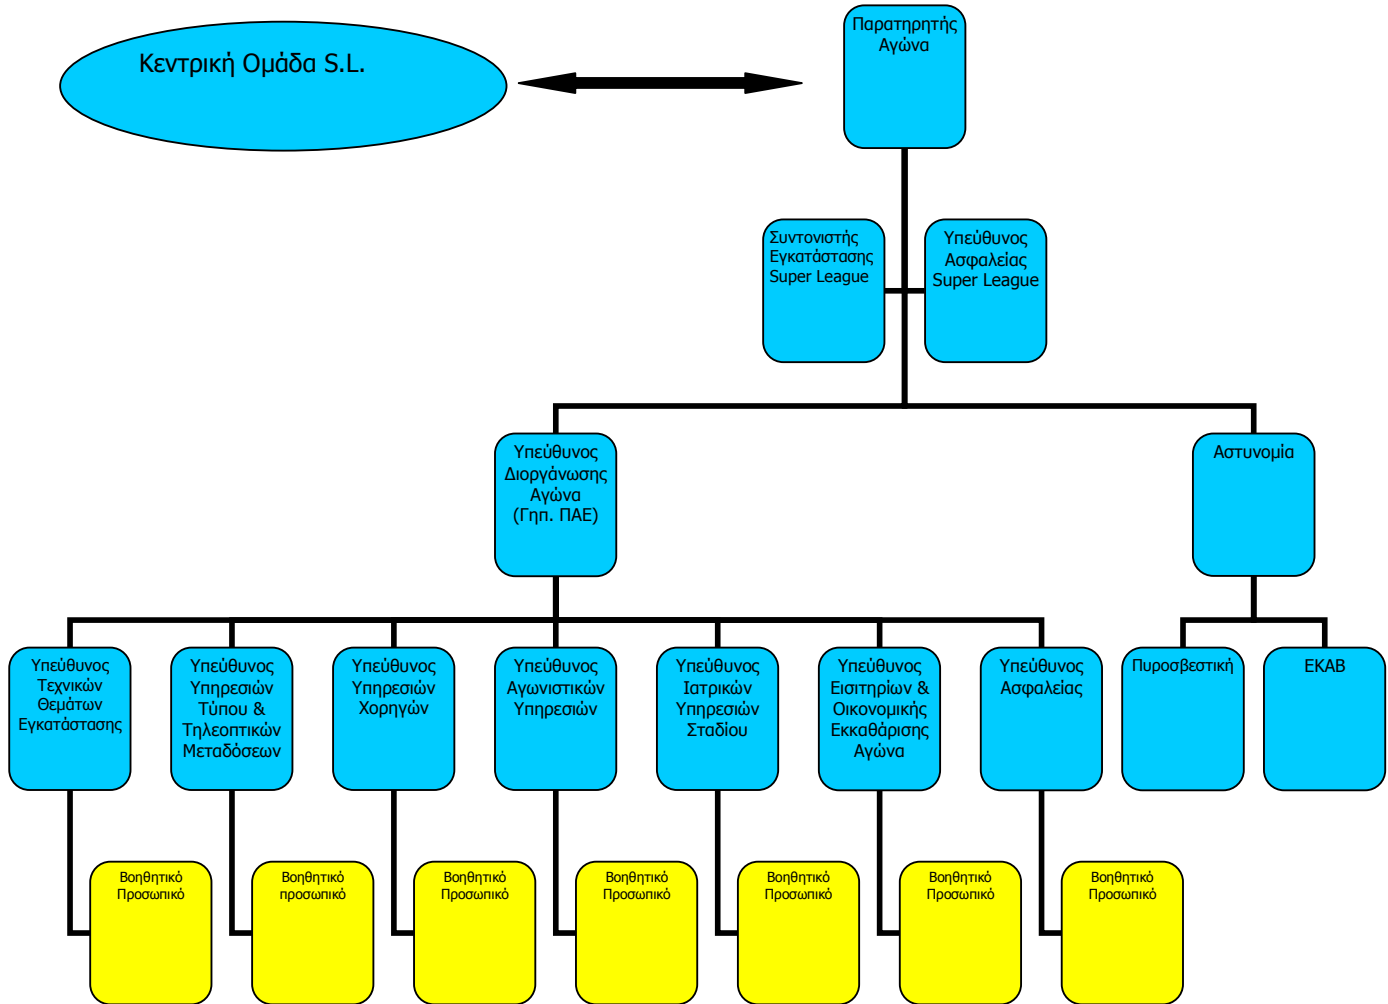 Κεντρική Ομάδα S.L.
Παρατηρητής
Αγώνα
Συντονιστής
Εγκατάστασης
Super League
Υπεύθυνος
Ασφαλείας
Super League
Υπεύθυνος
Διοργάνωσης
Αγώνα
(Γηπ. ΠΑΕ)
Αστυνομία
Υπεύθυνος
Τεχνικών
Θεμάτων
Εγκατάστασης
Υπεύθυνος
Υπηρεσιών
Τύπου &
Τηλεοπτικών
Μεταδόσεων
Υπεύθυνος
Υπηρεσιών
Χορηγών
Υπεύθυνος
Αγωνιστικών
Υπηρεσιών
Υπεύθυνος
Ιατρικών
Υπηρεσιών
Σταδίου
Υπεύθυνος
Εισιτηρίων &
Οικονομικής
Εκκαθάρισης
Αγώνα
Υπεύθυνος
Ασφαλείας
Πυροσβεστική
ΕΚΑΒ
Βοηθητικό
Προσωπικό
Βοηθητικό
προσωπικό
Βοηθητικό
Προσωπικό
Βοηθητικό
Προσωπικό
Βοηθητικό
Προσωπικό
Βοηθητικό
Προσωπικό
Βοηθητικό
Προσωπικό